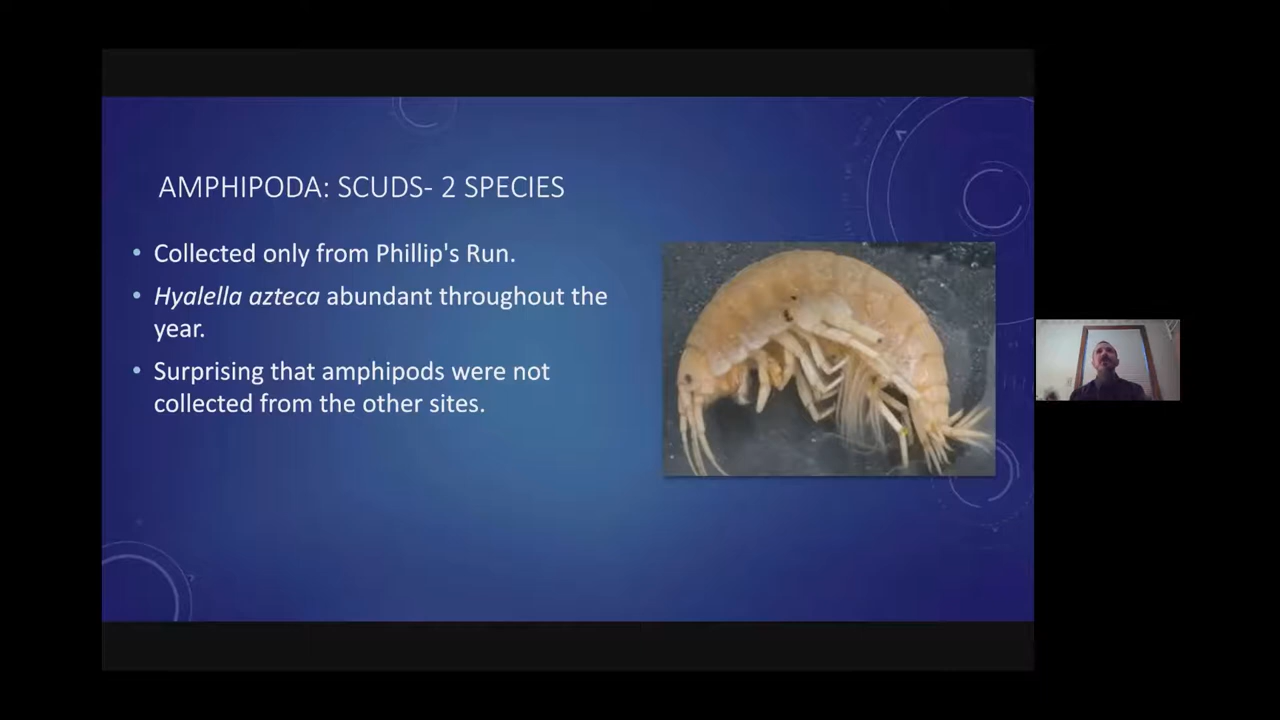 AMPHIPODA: SCUDS- 2 SPECIES
• Collected only from Phillip's Run.
• Hyalella azteca abundant throughout the
year.
• Surprising that amphipods were not
collected from the other sites.